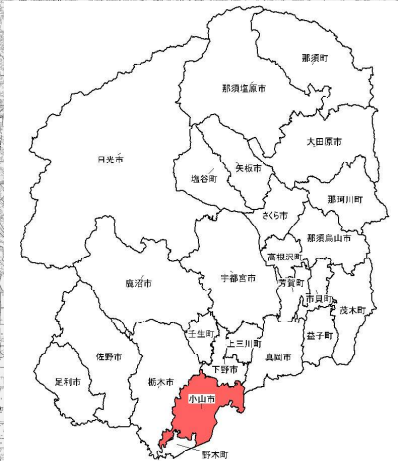 那須町
那須塩原市
大田原市
日光市
矢板市
塩谷町
那珂川町
さくら市
那須烏山市
高根沢町
宇都宮市
鹿沼市
芳賀町
市貝町
茂木町
壬生町
上三川町
益子町
真岡市
佐野市
下野市
足利市
栃木市
小山市
野木町